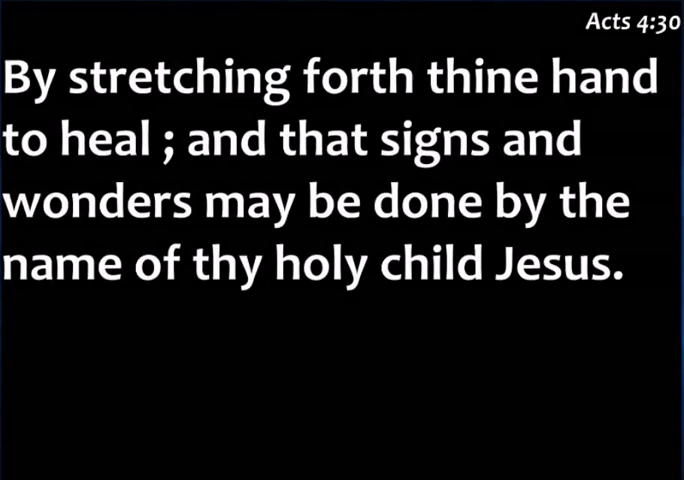 Acts 4:30
By stretching forth thine hand
to heal ; and that signs and
wonders may be done by the
name of thy holy child Jesus.